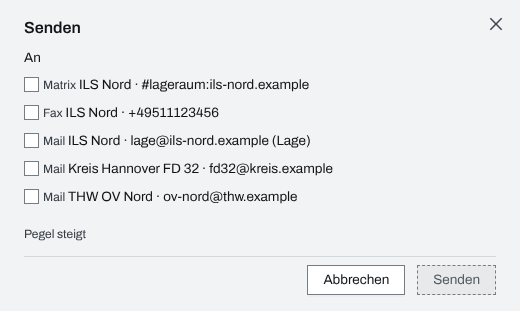 Senden
An
Matrix ILS Nord · #lageraum:ils-nord.example
Fax ILS Nord · +49511123456
Mail ILS Nord · lage@ils-nord.example (Lage)
Mail Kreis Hannover FD 32 · fd32@kreis.example
Mail THW OV Nord · ov-nord@thw.example
Pegel steigt
Abbrechen Senden